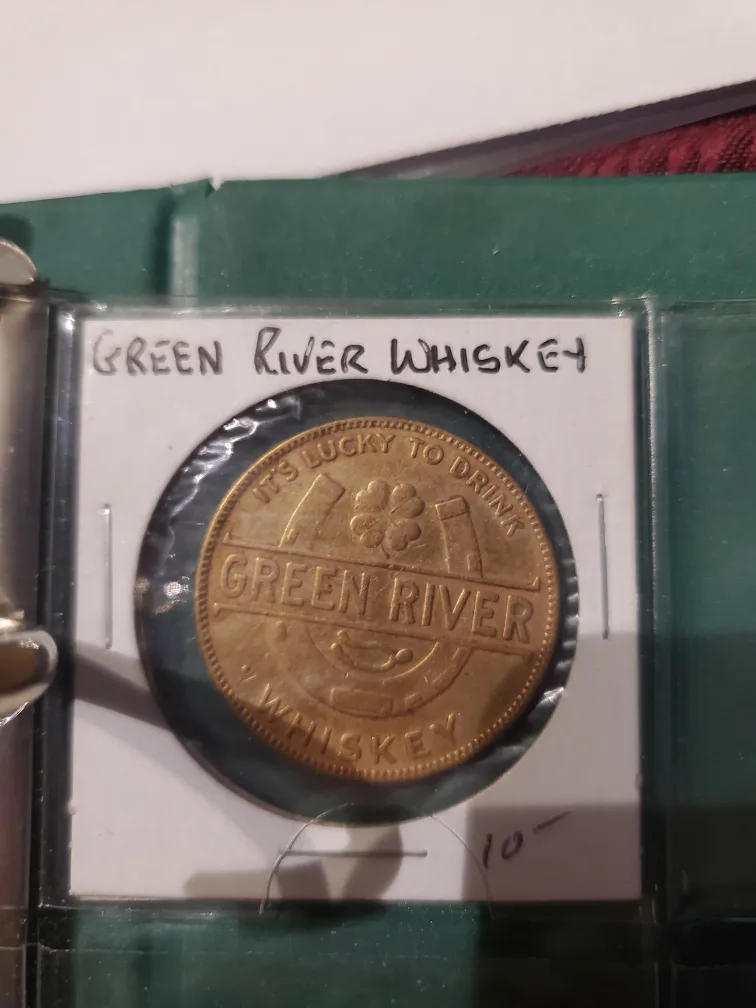 GREEN RIVER WHISKEY
IT'S LUCKY TO DRINK
GREEN RIVER
WHISKEY
10-